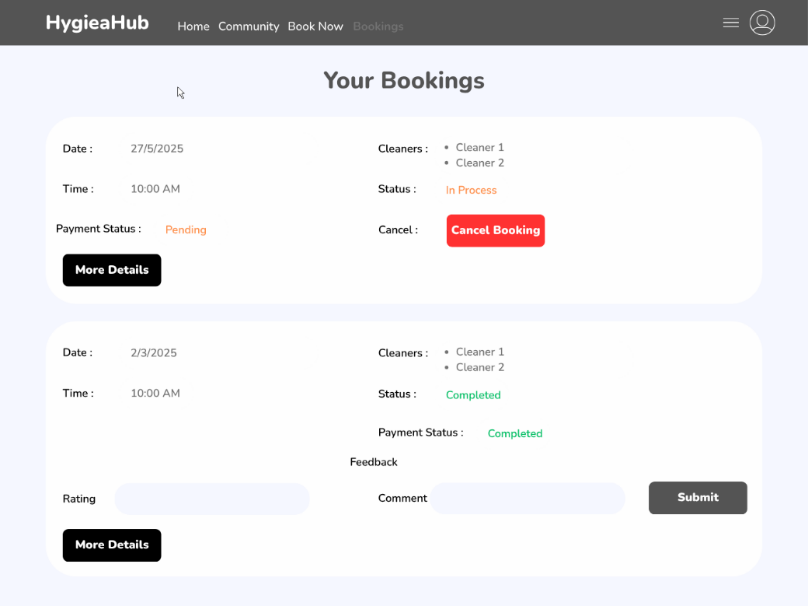 HygieaHub Home Community Book Now Bookings
Your Bookings
Date : 27/5/2025 Cleaners : • Cleaner 1
• Cleaner 2
Time : 10:00 AM Status : In Process
Payment Status : Pending Cancel : Cancel Booking
More Details
Date : 2/3/2025 Cleaners : • Cleaner 1
• Cleaner 2
Time : 10:00 AM Status : Completed
Payment Status : Completed
Feedback
Rating Comment Submit
More Details